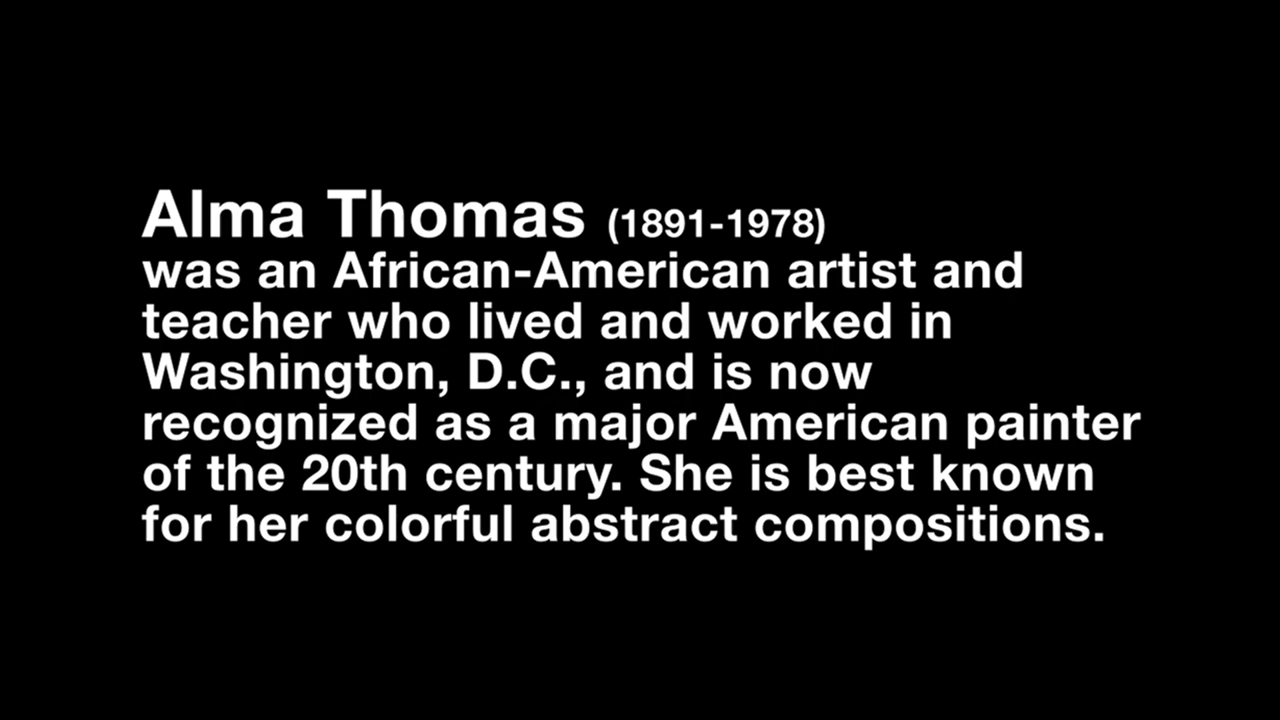 Alma Thomas (1891-1978)
was an African-American artist and
teacher who lived and worked in
Washington, D.C., and is now
recognized as a major American painter
of the 20th century. She is best known
for her colorful abstract compositions.